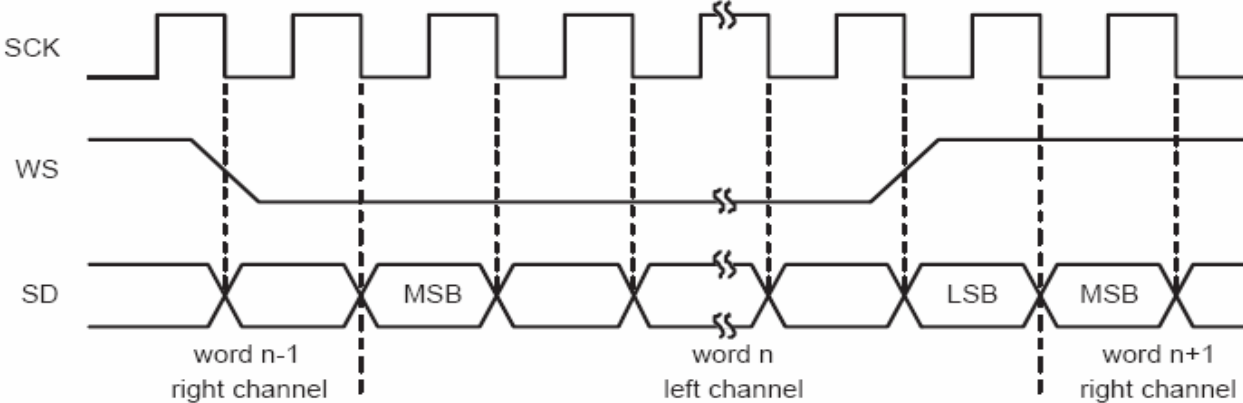 SCK
WS
SD
MSB
LSB
MSB
word n-1
right channel
word n
left channel
word n+1
right channel